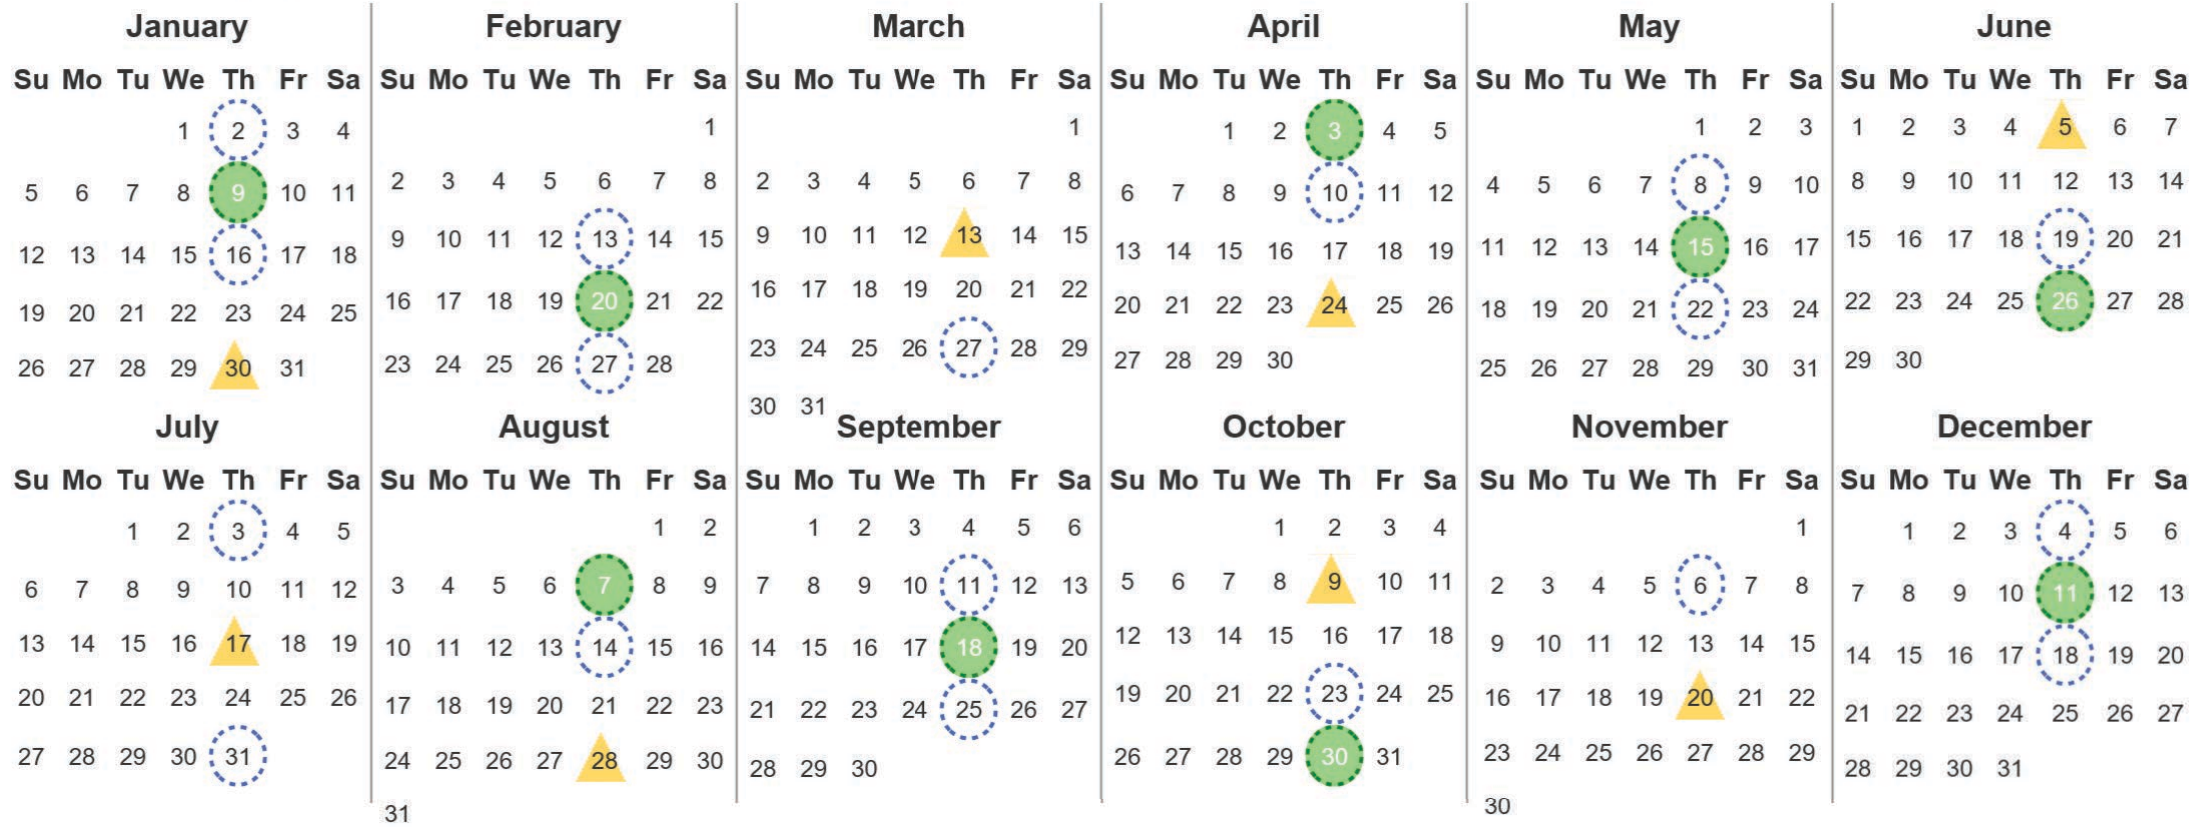 January
Su Mo Tu We Th Fr Sa
1 2 3 4
5 6 7 8 9 10 11
12 13 14 15 16 17 18
19 20 21 22 23 24 25
26 27 28 29 30 31
February
Su Mo Tu We Th Fr Sa
1
2 3 4 5 6 7 8
9 10 11 12 13 14 15
16 17 18 19 20 21 22
23 24 25 26 27 28
March
Su Mo Tu We Th Fr Sa
1
2 3 4 5 6 7 8
9 10 11 12 13 14 15
16 17 18 19 20 21 22
23 24 25 26 27 28 29
30 31
April
Su Mo Tu We Th Fr Sa
1 2 3 4 5
6 7 8 9 10 11 12
13 14 15 16 17 18 19
20 21 22 23 24 25 26
27 28 29 30
May
Su Mo Tu We Th Fr Sa
1 2 3
4 5 6 7 8 9 10
11 12 13 14 15 16 17
18 19 20 21 22 23 24
25 26 27 28 29 30 31
June
Su Mo Tu We Th Fr Sa
1 2 3 4 5 6 7
8 9 10 11 12 13 14
15 16 17 18 19 20 21
22 23 24 25 26 27 28
29 30
July
Su Mo Tu We Th Fr Sa
1 2 3 4 5
6 7 8 9 10 11 12
13 14 15 16 17 18 19
20 21 22 23 24 25 26
27 28 29 30 31
August
Su Mo Tu We Th Fr Sa
1 2
3 4 5 6 7 8 9
10 11 12 13 14 15 16
17 18 19 20 21 22 23
24 25 26 27 28 29 30
31
September
Su Mo Tu We Th Fr Sa
1 2 3 4 5 6
7 8 9 10 11 12 13
14 15 16 17 18 19 20
21 22 23 24 25 26 27
28 29 30
October
Su Mo Tu We Th Fr Sa
1 2 3 4
5 6 7 8 9 10 11
12 13 14 15 16 17 18
19 20 21 22 23 24 25
26 27 28 29 30 31
November
Su Mo Tu We Th Fr Sa
1
2 3 4 5 6 7 8
9 10 11 12 13 14 15
16 17 18 19 20 21 22
23 24 25 26 27 28 29
30
December
Su Mo Tu We Th Fr Sa
1 2 3 4 5 6
7 8 9 10 11 12 13
14 15 16 17 18 19 20
21 22 23 24 25 26 27
28 29 30 31